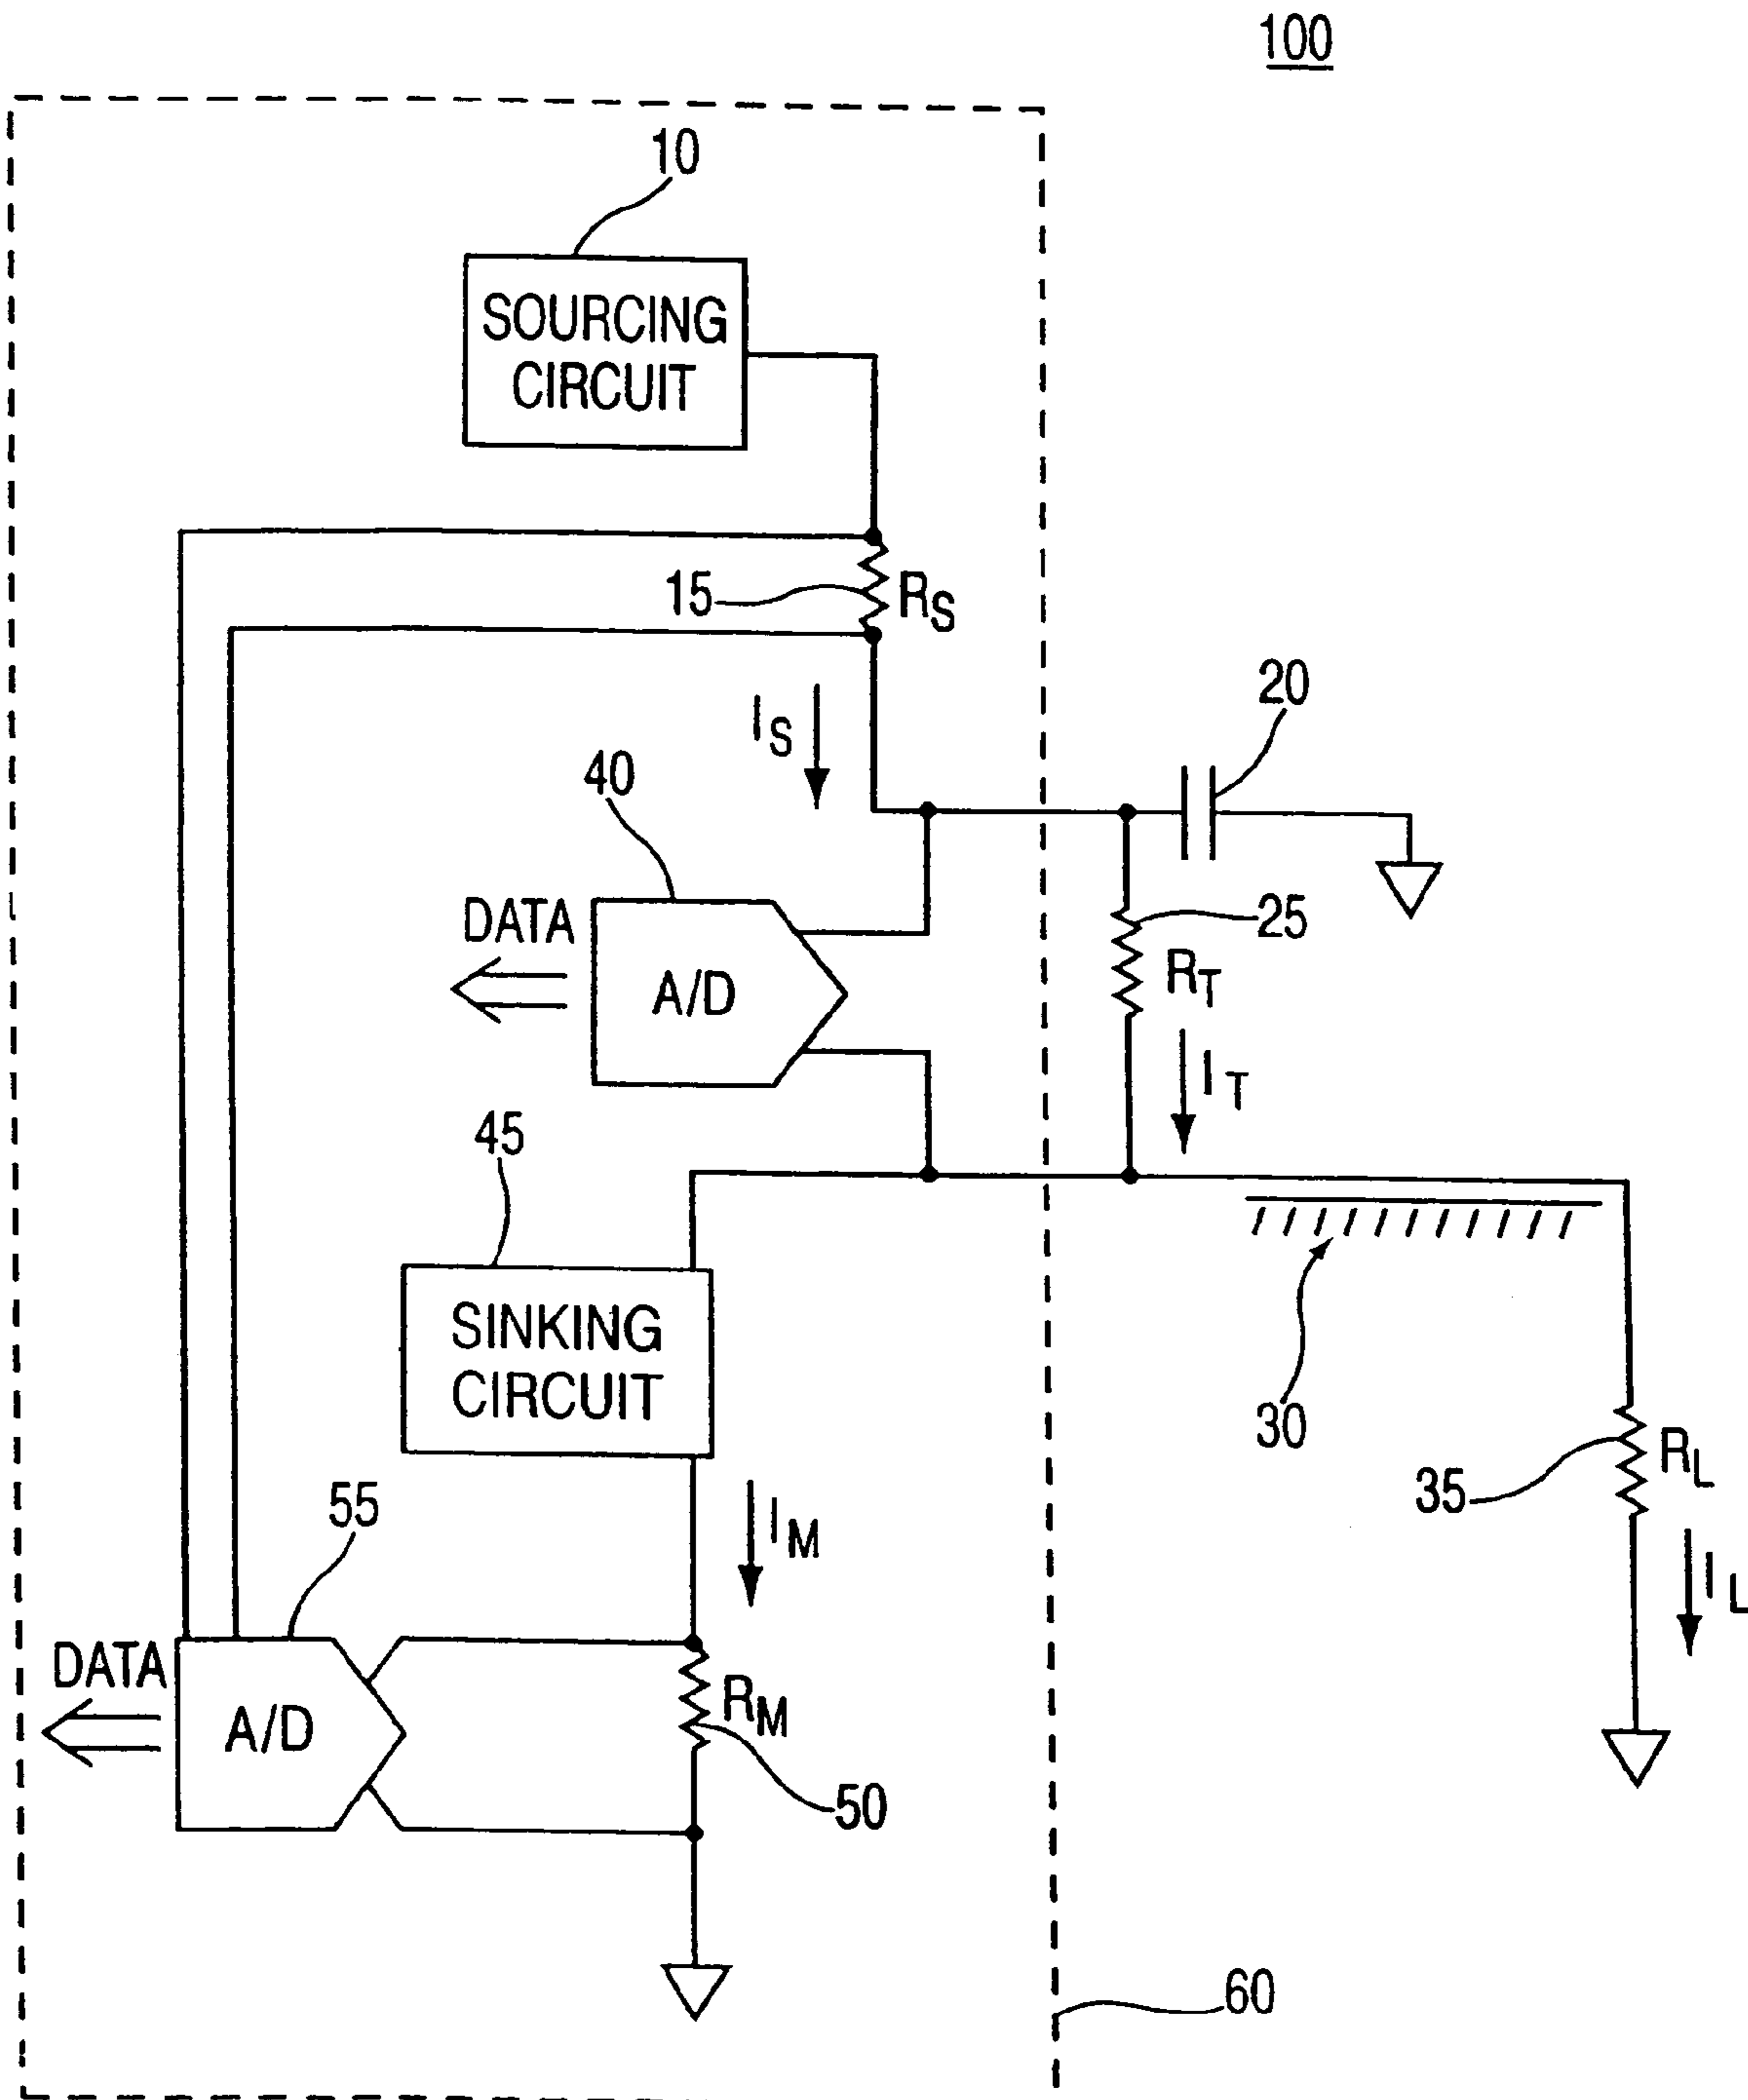 100
10
SOURCING
CIRCUIT
15
RS
IS
20
40
DATA
A/D
25
RT
IT
45
SINKING
CIRCUIT
30
35
RL
IL
55
IM
DATA
A/D
RM
50
60